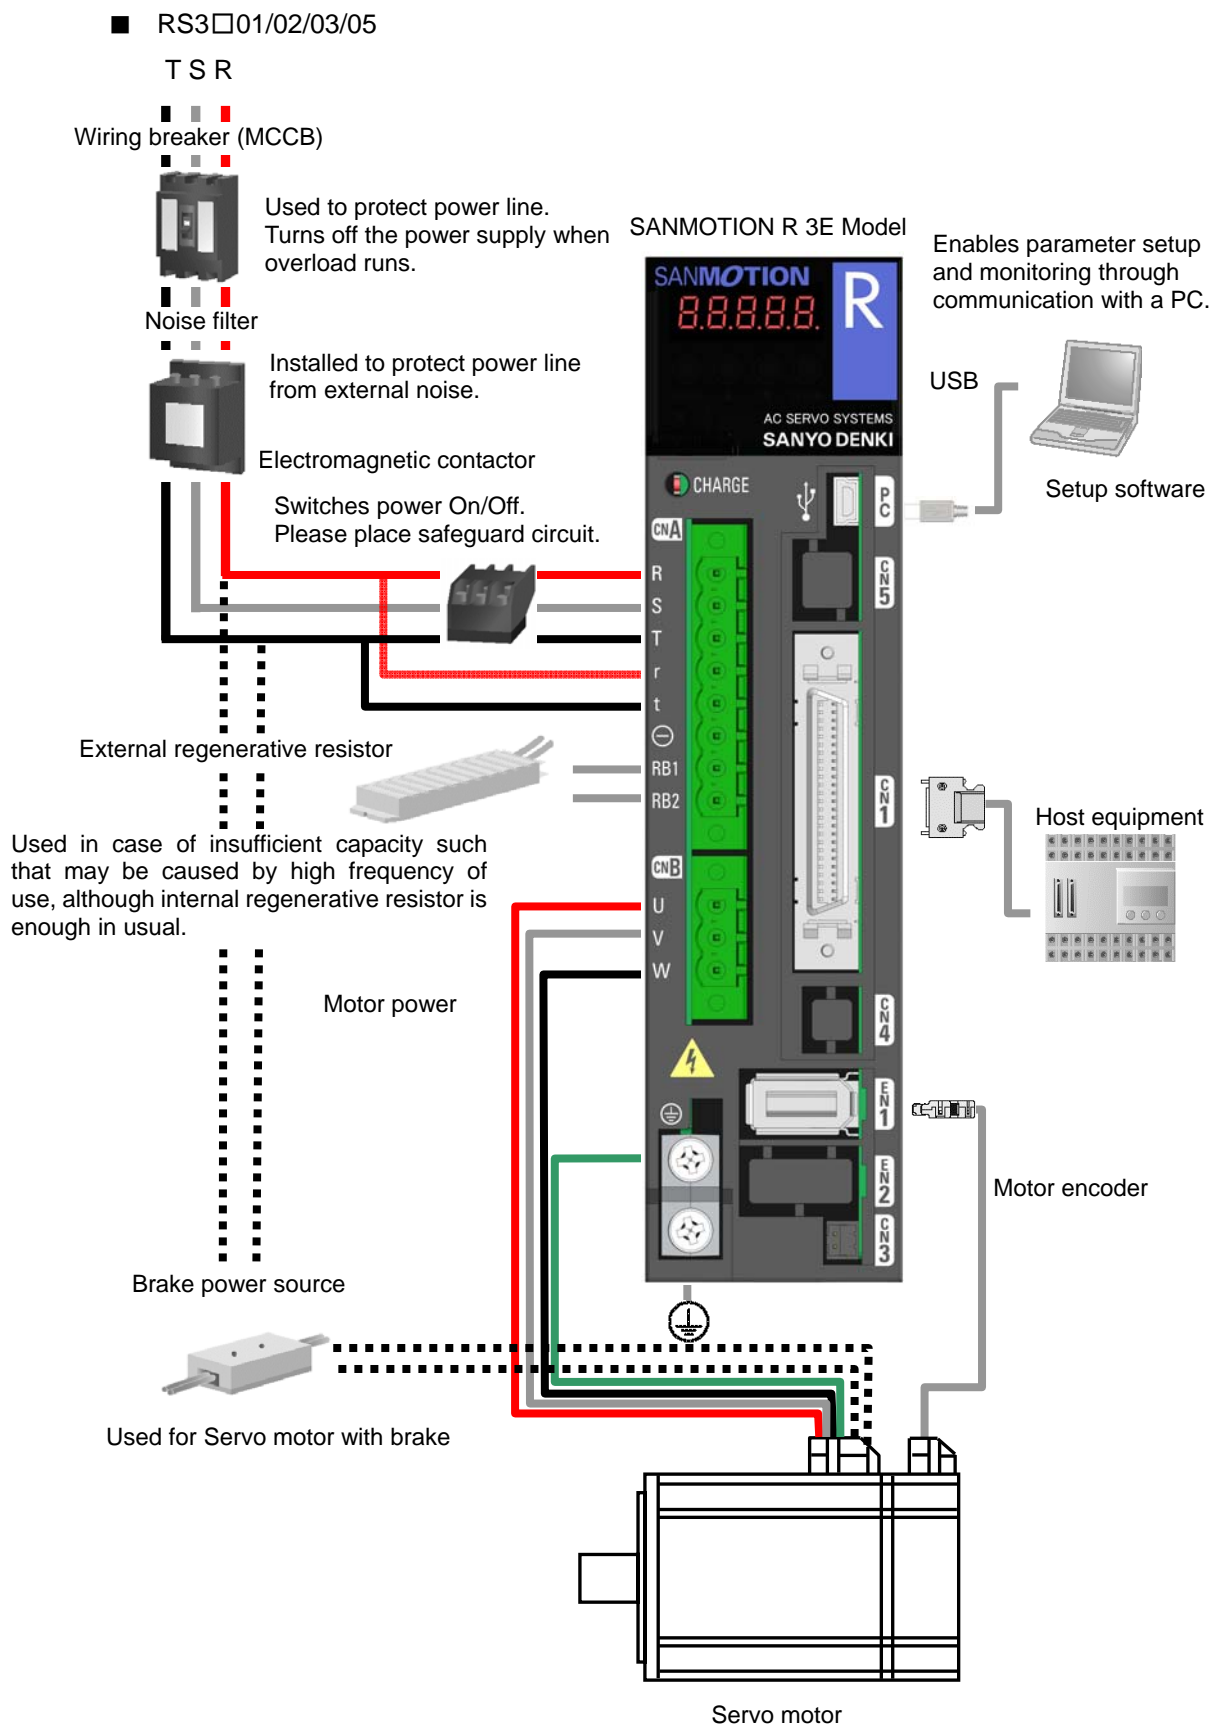 ■ RS3□01/02/03/05
T S R
Wiring breaker (MCCB)
Used to protect power line.
Turns off the power supply when
overload runs.
Noise filter
Installed to protect power line
from external noise.
Electromagnetic contactor
Switches power On/Off.
Please place safeguard circuit.
SANMOTION R 3E Model
SANMOTION
R
8.8.8.8.8.
AC SERVO SYSTEMS
SANYO DENKI
Enables parameter setup
and monitoring through
communication with a PC.
USB
Setup software
CHARGE
PC
CNA
CN5
R
S
T
r
t
⊖
RB1
RB2
External regenerative resistor
Used in case of insufficient capacity such
that may be caused by high frequency of
use, although internal regenerative resistor is
enough in usual.
CN1
Host equipment
CNB
U
V
W
Motor power
CN4
EN1
EN2
CN3
Motor encoder
Brake power source
Used for Servo motor with brake
Servo motor